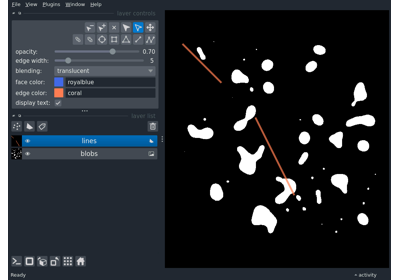 File View Plugins Window Help
layer controls
opacity: 0.70
edge width: 5
blending: translucent
face color: royalblue
edge color: coral
display text:
layer list
lines
blobs
Ready
activity